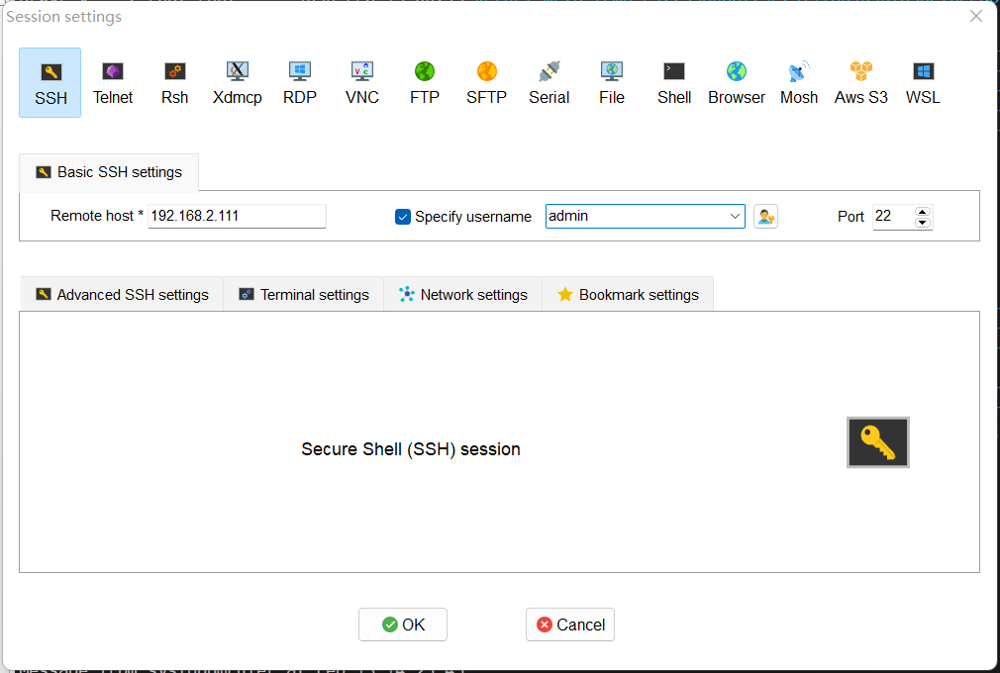 Session settings
SSH Telnet Rsh Xdmcp RDP VNC FTP SFTP Serial File Shell Browser Mosh Aws S3 WSL
Basic SSH settings
Remote host * 192.168.2.111 Specify username admin Port 22
Advanced SSH settings Terminal settings Network settings Bookmark settings
Secure Shell (SSH) session
OK Cancel